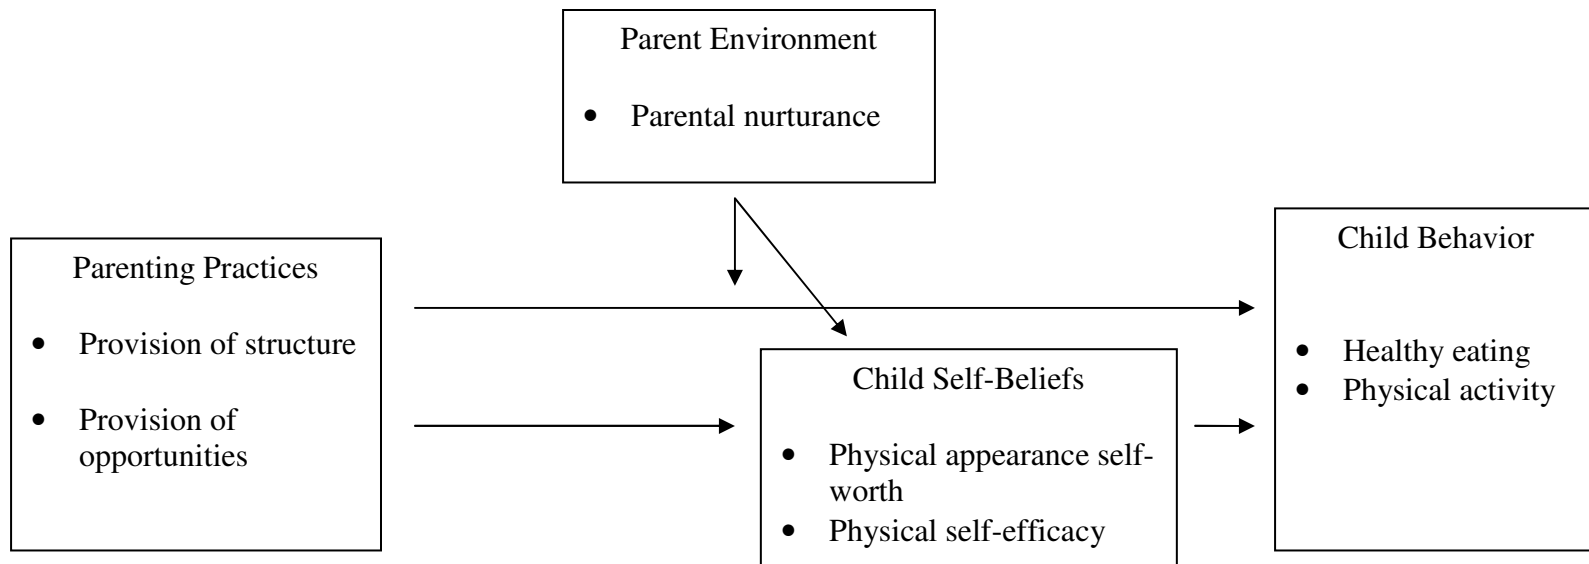 Parent Environment
• Parental nurturance
Parenting Practices
• Provision of structure
• Provision of
opportunities
Child Self-Beliefs
• Physical appearance self-
worth
• Physical self-efficacy
Child Behavior
• Healthy eating
• Physical activity